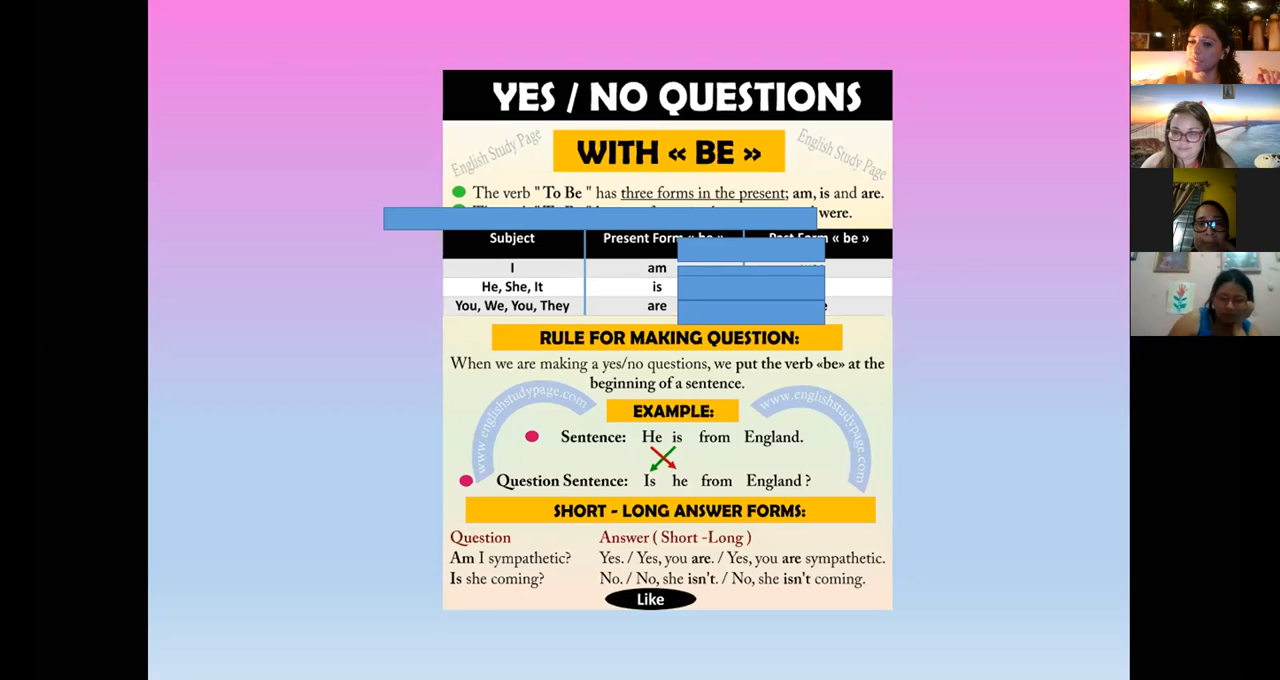 YES / NO QUESTIONS
English Study Page
WITH « BE »
English Study Page
The verb " To Be " has three forms in the present; am, is and are.
were.
Subject Present Form « be » Past Form « be »
I am
He, She, It is
You, We, You, They are
RULE FOR MAKING QUESTION:
When we are making a yes/no questions, we put the verb «be» at the
beginning of a sentence.
www.englishstudypage.com
www.englishstudypage.com
EXAMPLE:
Sentence: He is from England.
Question Sentence: Is he from England ?
SHORT - LONG ANSWER FORMS:
Question Answer ( Short -Long )
Am I sympathetic? Yes. / Yes, you are. / Yes, you are sympathetic.
Is she coming? No. / No, she isn't. / No, she isn't coming.
Like